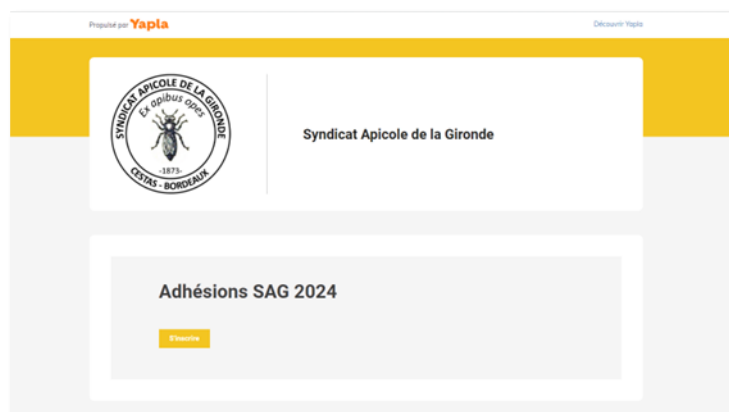 Propulsé par Yapla
Découvrir Yapla
SYNDICAT APICOLE DE LA GIRONDE
Ex apibus opes
-1873-
CESTAS - BORDEAUX
Syndicat Apicole de la Gironde
Adhésions SAG 2024
S'inscrire